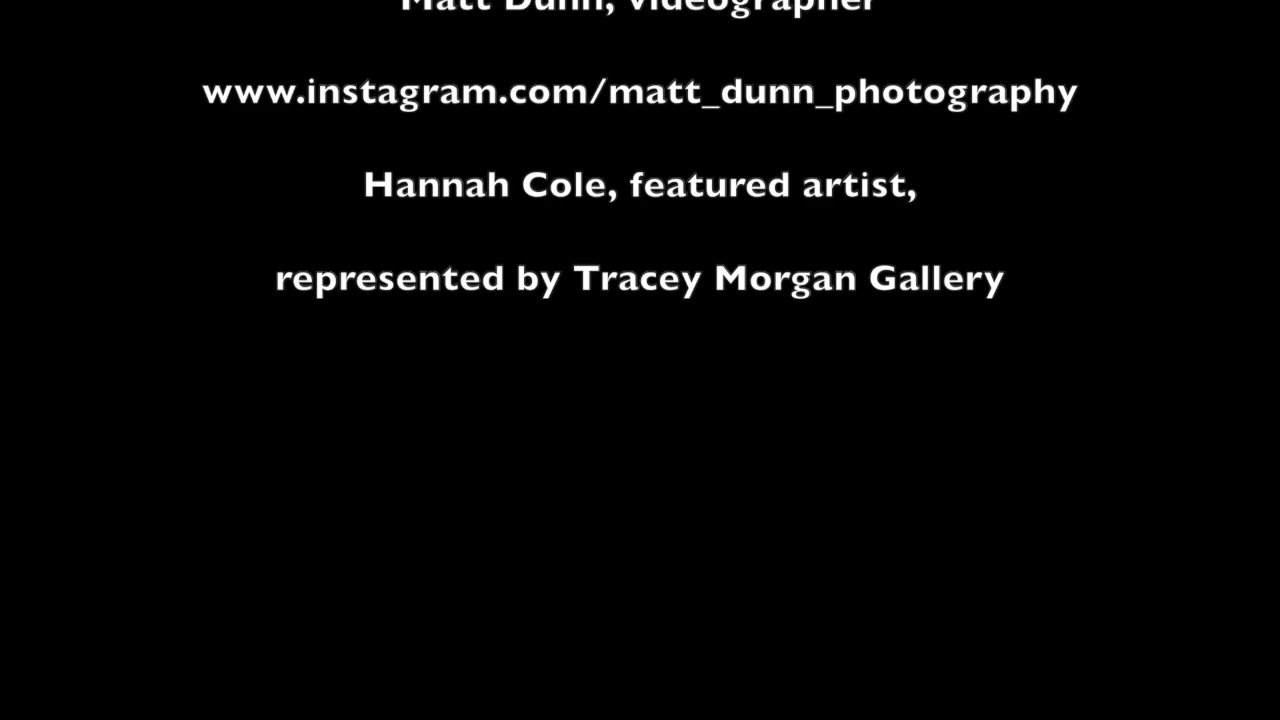 Matt Dunn, videographer
www.instagram.com/matt_dunn_photography
Hannah Cole, featured artist,
represented by Tracey Morgan Gallery